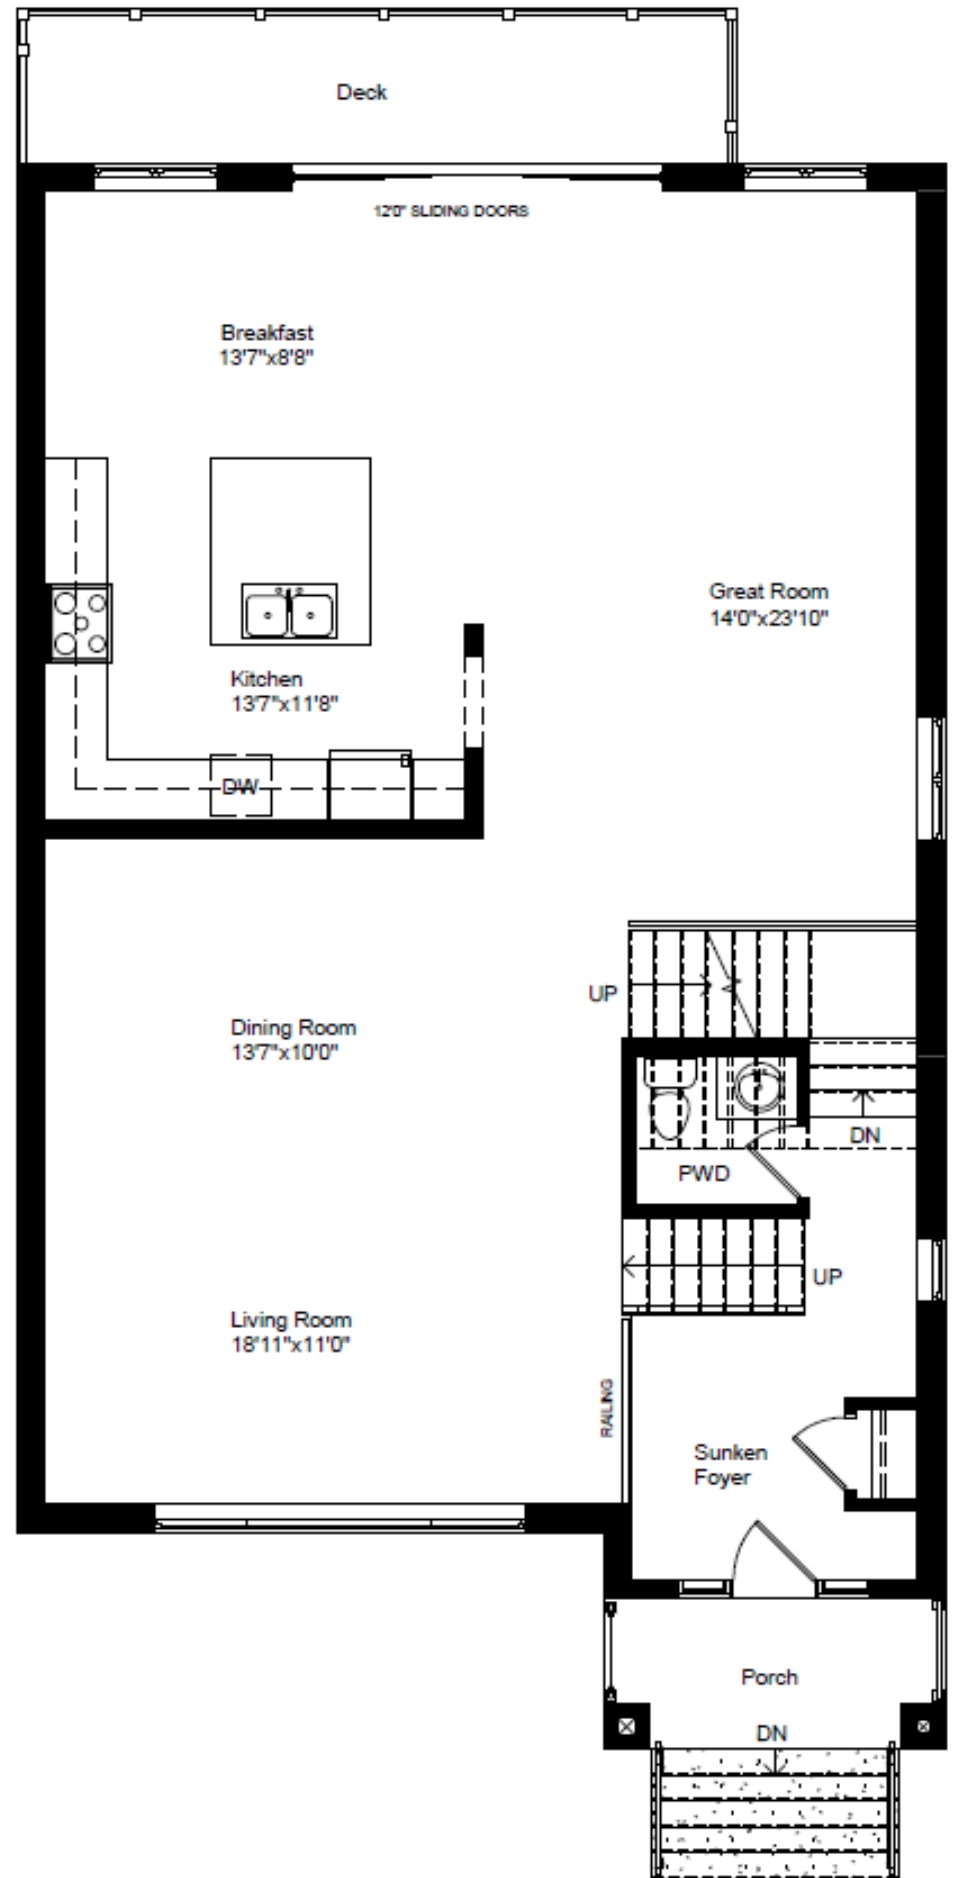 Deck
12'0" SLIDING DOORS
Breakfast
13'7"x8'8"
Great Room
14'0"x23'10"
Kitchen
13'7"x11'8"
DW
UP
Dining Room
13'7"x10'0"
DN
PWD
UP
Living Room
18'11"x11'0"
RAILING
Sunken
Foyer
Porch
DN